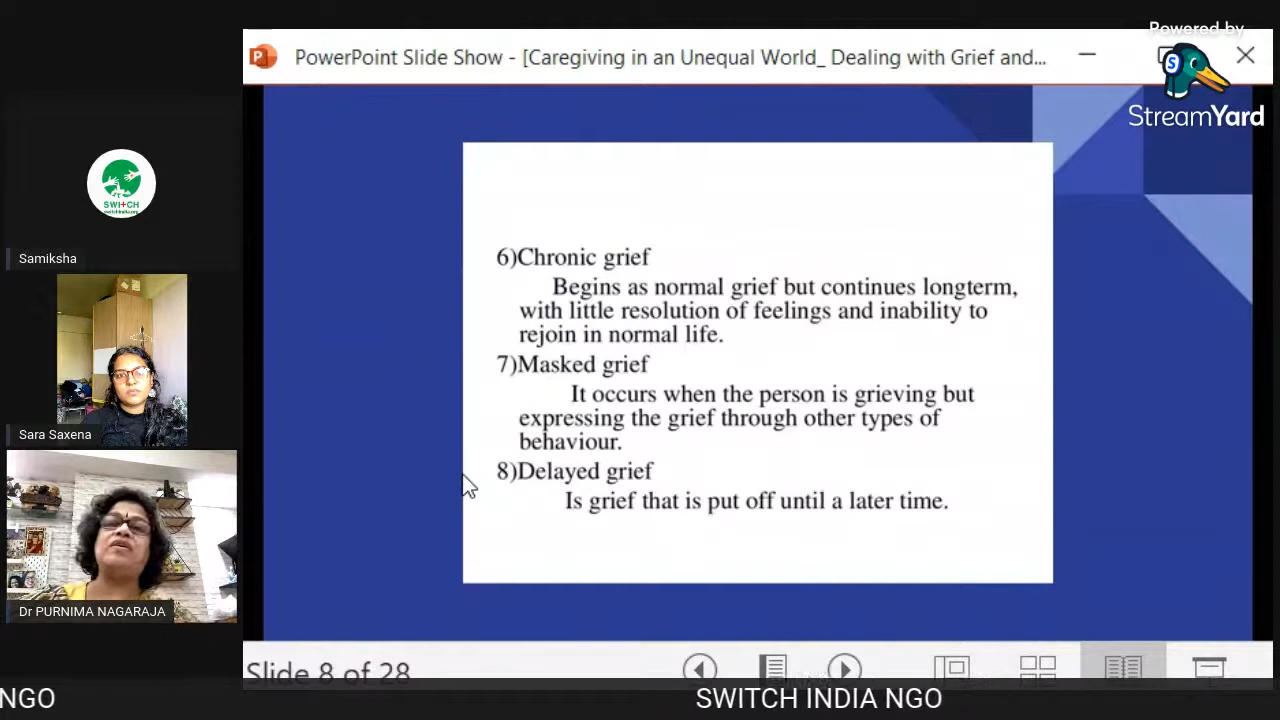 Powered by
StreamYard
PowerPoint Slide Show - [Caregiving in an Unequal World_ Dealing with Grief and...
SWITCH
switchindia.org
Samiksha
Sara Saxena
Dr PURNIMA NAGARAJA
6)Chronic grief
Begins as normal grief but continues longterm,
with little resolution of feelings and inability to
rejoin in normal life.
7)Masked grief
It occurs when the person is grieving but
expressing the grief through other types of
behaviour.
8)Delayed grief
Is grief that is put off until a later time.
Slide 8 of 28
NGO
SWITCH INDIA NGO